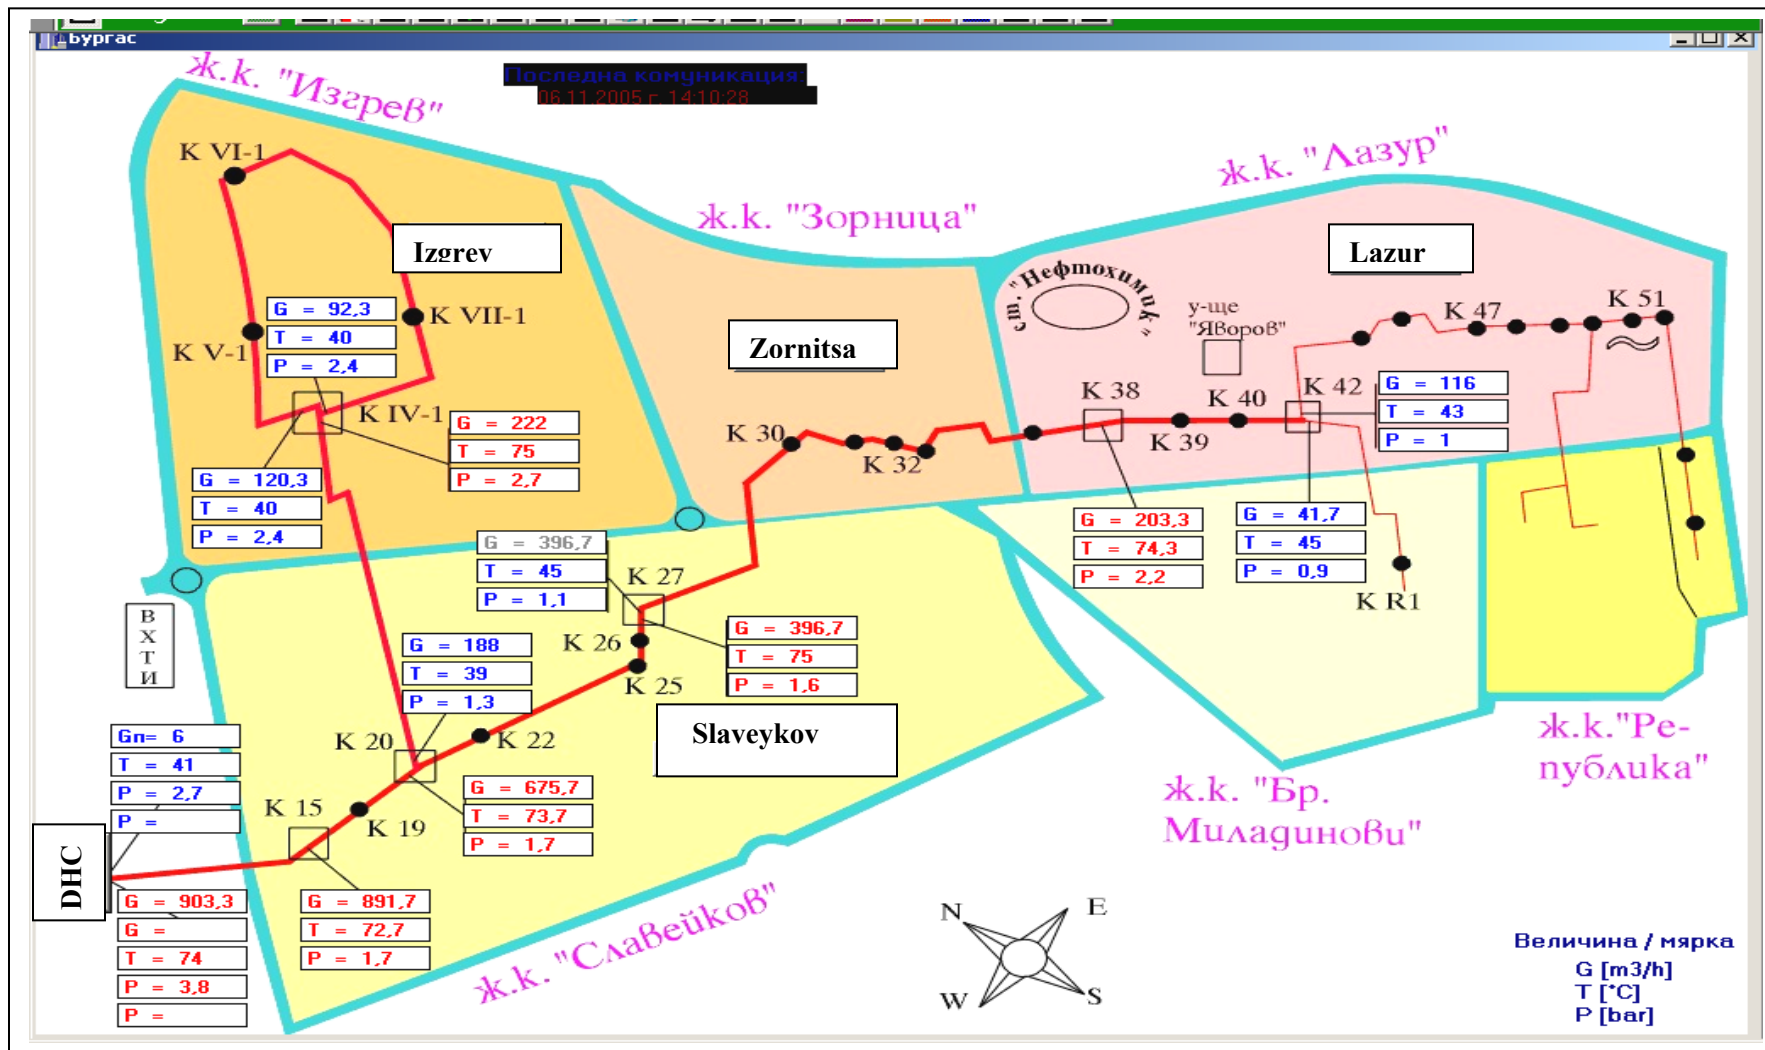 Бургас
Последна комуникация:
06.11.2005 г. 14:10:28
ж.к. "Изгрев"
ж.к. "Зорница"
ж.к. "Лазур"
K VI-1
Izgrev
Lazur
ст. "Нефтохимик"
у-ще
"Яворов"
K 47
K 51
G = 92,3
T = 40
P = 2,4
K VII-1
K V-1
Zornitsa
K IV-1
G = 222
T = 75
P = 2,7
K 30
K 32
K 38
K 39
K 40
K 42
G = 116
T = 43
P = 1
G = 120,3
T = 40
P = 2,4
G = 396,7
T = 45
P = 1,1
K 27
G = 203,3
T = 74,3
P = 2,2
G = 41,7
T = 45
P = 0,9
K R1
В
Х
Т
И
K 26
K 25
G = 396,7
T = 75
P = 1,6
G = 188
T = 39
P = 1,3
Slaveykov
K 20
K 22
Gп= 6
T = 41
P = 2,7
P =
K 15
K 19
G = 675,7
T = 73,7
P = 1,7
ж.к. "Бр.
Миладинови"
ж.к."Ре-
публика"
DHC
G = 903,3
G =
T = 74
P = 3,8
P =
G = 891,7
T = 72,7
P = 1,7
ж.к. "Славейков"
N
E
W
S
Величина / мярка
G [m3/h]
T [°C]
P [bar]